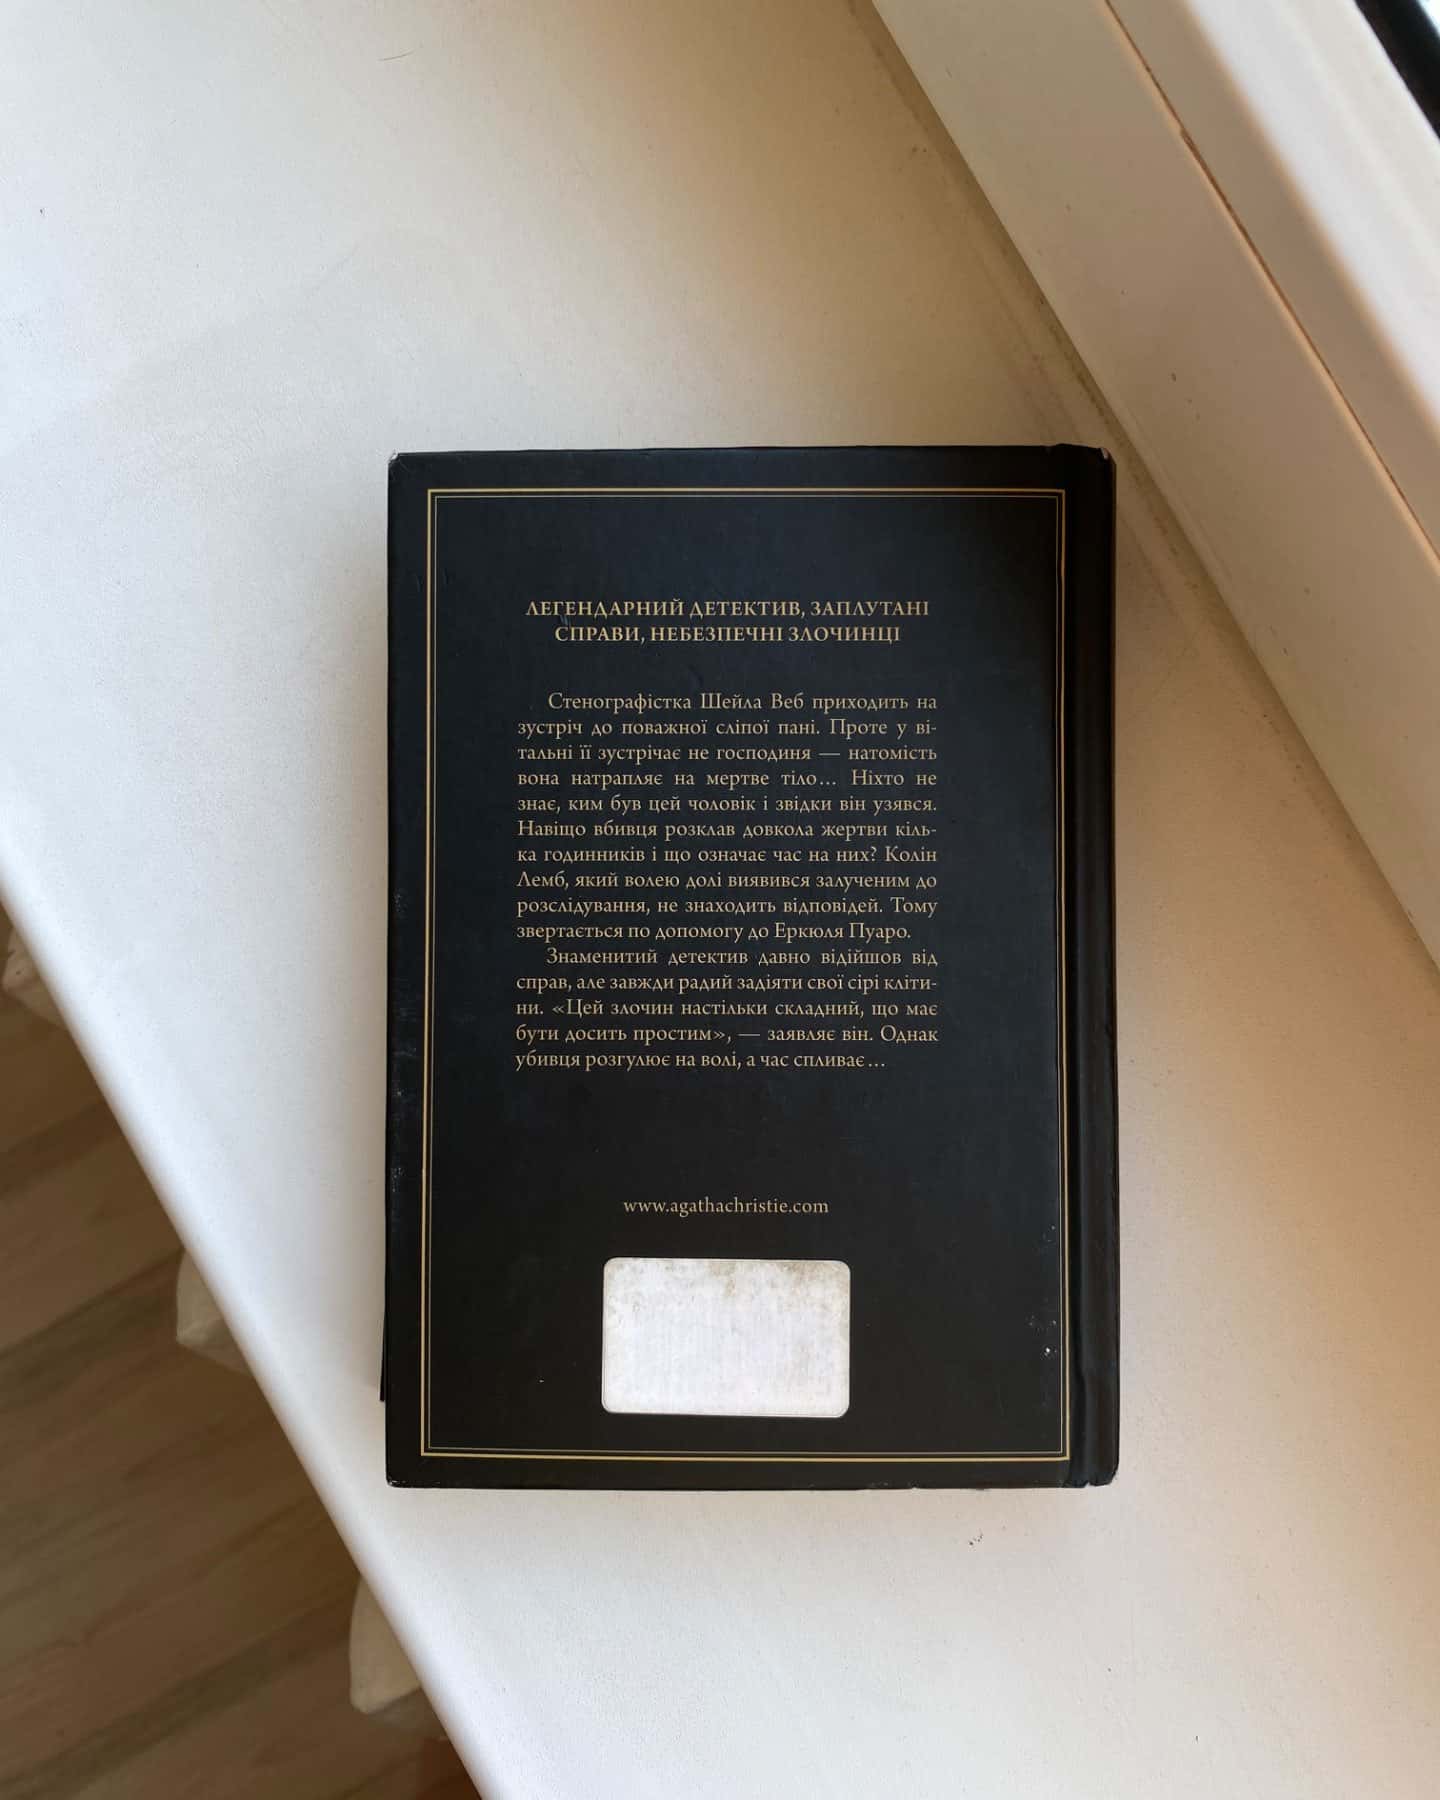 ЛЕГЕНДАРНИЙ ДЕТЕКТИВ, ЗАПЛУТАНІ
СПРАВИ, НЕБЕЗПЕЧНІ ЗЛОЧИНЦІ
Стенографістка Шейла Веб приходить на
зустріч до поважної сліпої пані. Проте у ві-
тальні її зустрічає не господиня — натомість
вона натрапляє на мертве тіло... Ніхто не
знає, ким був цей чоловік і звідки він узявся.
Навіщо вбивця розклав довкола жертви кіль-
ка годинників і що означає час на них? Колін
Лемб, який волею долі виявився залученим до
розслідування, не знаходить відповідей. Тому
звертається по допомогу до Еркюля Пуаро.
Знаменитий детектив давно відійшов від
справ, але завжди радий задіяти свої сірі кліти-
ни. «Цей злочин настільки складний, що має
бути досить простим», — заявляє він. Однак
убивця розгулює на волі, а час спливає...
www.agathachristie.com